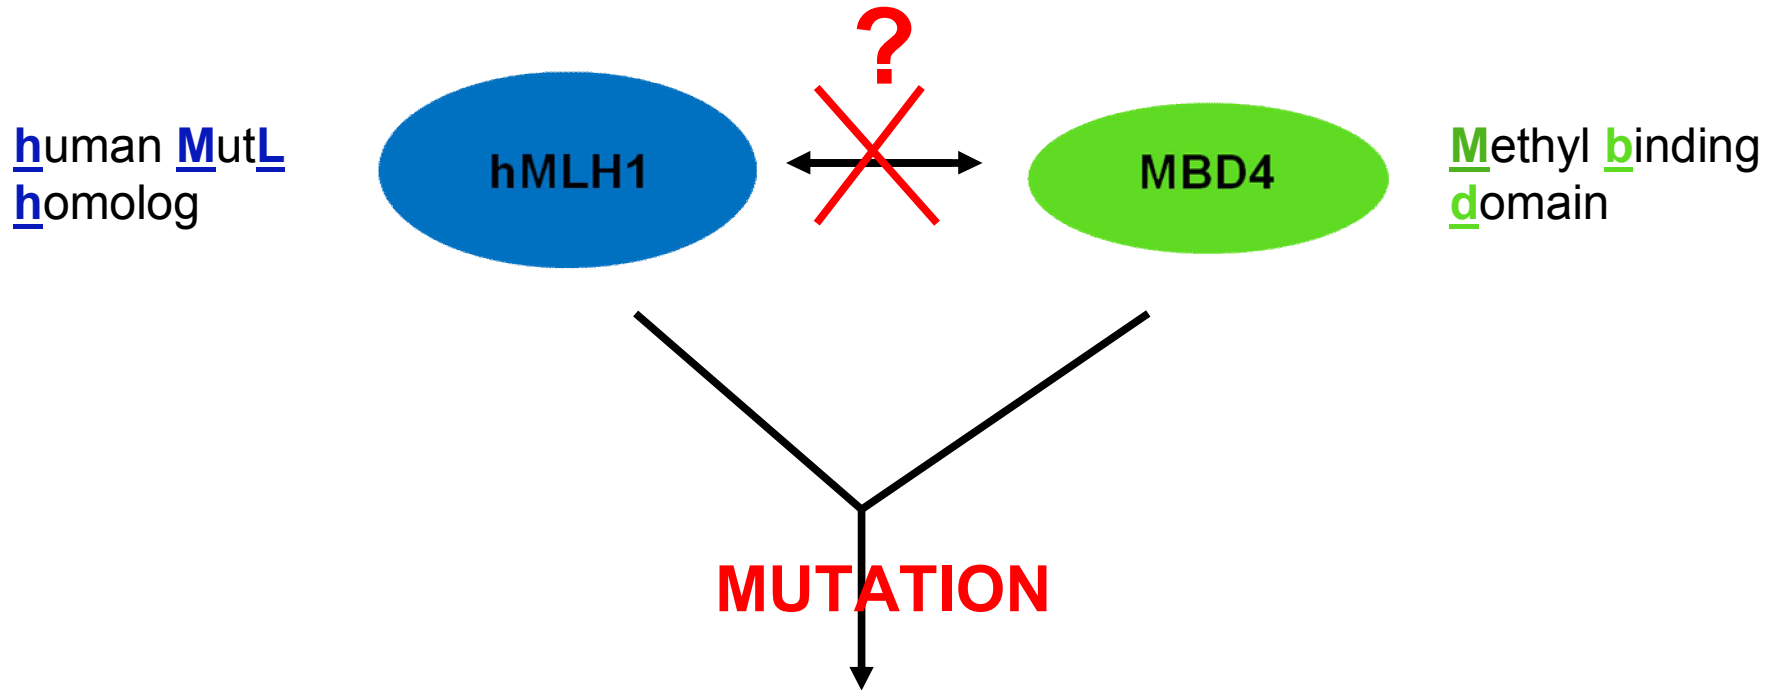 ?
human MutL
homolog
hMLH1
MBD4
Methyl binding
domain
MUTATION